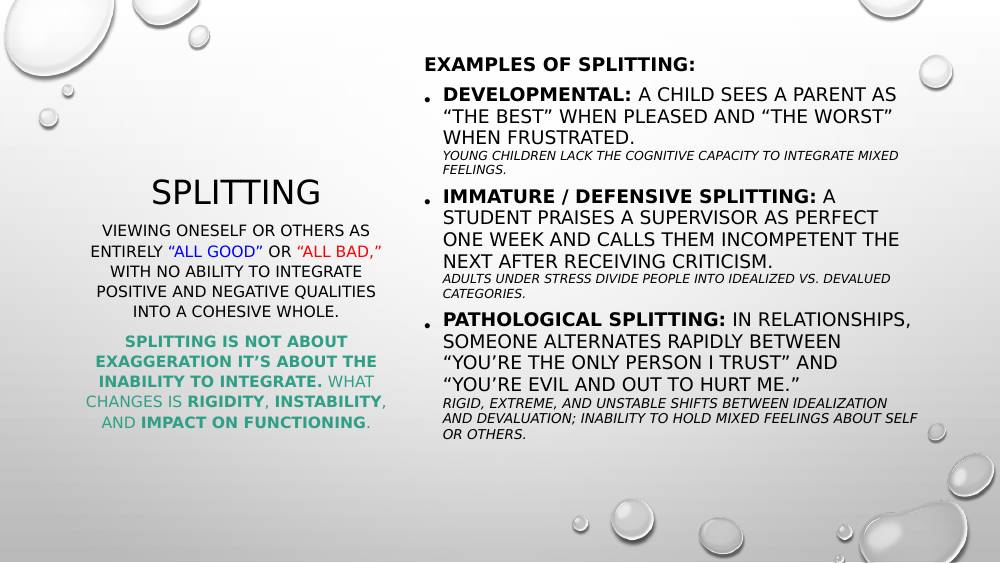 SPLITTING
VIEWING ONESELF OR OTHERS AS
ENTIRELY “ALL GOOD” OR “ALL BAD,”
WITH NO ABILITY TO INTEGRATE
POSITIVE AND NEGATIVE QUALITIES
INTO A COHESIVE WHOLE.
SPLITTING IS NOT ABOUT
EXAGGERATION IT’S ABOUT THE
INABILITY TO INTEGRATE. WHAT
CHANGES IS RIGIDITY, INSTABILITY,
AND IMPACT ON FUNCTIONING.
EXAMPLES OF SPLITTING:
• DEVELOPMENTAL: A CHILD SEES A PARENT AS
“THE BEST” WHEN PLEASED AND “THE WORST”
WHEN FRUSTRATED.
YOUNG CHILDREN LACK THE COGNITIVE CAPACITY TO INTEGRATE MIXED
FEELINGS.
• IMMATURE / DEFENSIVE SPLITTING: A
STUDENT PRAISES A SUPERVISOR AS PERFECT
ONE WEEK AND CALLS THEM INCOMPETENT THE
NEXT AFTER RECEIVING CRITICISM.
ADULTS UNDER STRESS DIVIDE PEOPLE INTO IDEALIZED VS. DEVALUED
CATEGORIES.
• PATHOLOGICAL SPLITTING: IN RELATIONSHIPS,
SOMEONE ALTERNATES RAPIDLY BETWEEN
“YOU’RE THE ONLY PERSON I TRUST” AND
“YOU’RE EVIL AND OUT TO HURT ME.”
RIGID, EXTREME, AND UNSTABLE SHIFTS BETWEEN IDEALIZATION
AND DEVALUATION; INABILITY TO HOLD MIXED FEELINGS ABOUT SELF
OR OTHERS.